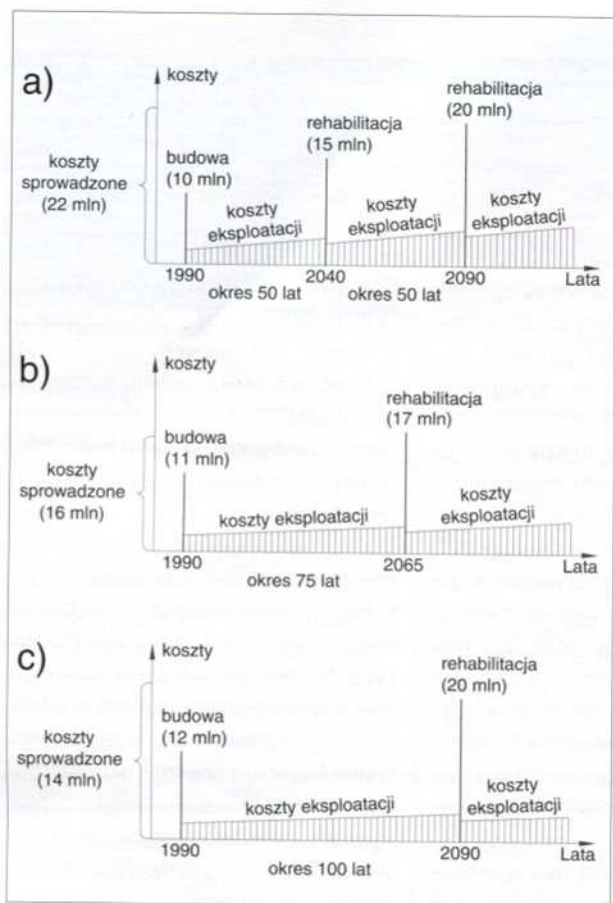 a)
koszty
koszty
sprowadzone
(22 mln)
budowa
(10 mln)
rehabilitacja
(15 mln)
rehabilitacja
(20 mln)
koszty
eksploatacji
koszty
eksploatacji
koszty
eksploatacji
1990
2040
2090
Lata
okres 50 lat
okres 50 lat
b)
koszty
koszty
sprowadzone
(16 mln)
budowa
(11 mln)
rehabilitacja
(17 mln)
koszty eksploatacji
koszty
eksploatacji
1990
2065
Lata
okres 75 lat
c)
koszty
koszty
sprowadzone
(14 mln)
budowa
(12 mln)
rehabilitacja
(20 mln)
koszty eksploatacji
koszty
eksploatacji
1990
2090
Lata
okres 100 lat